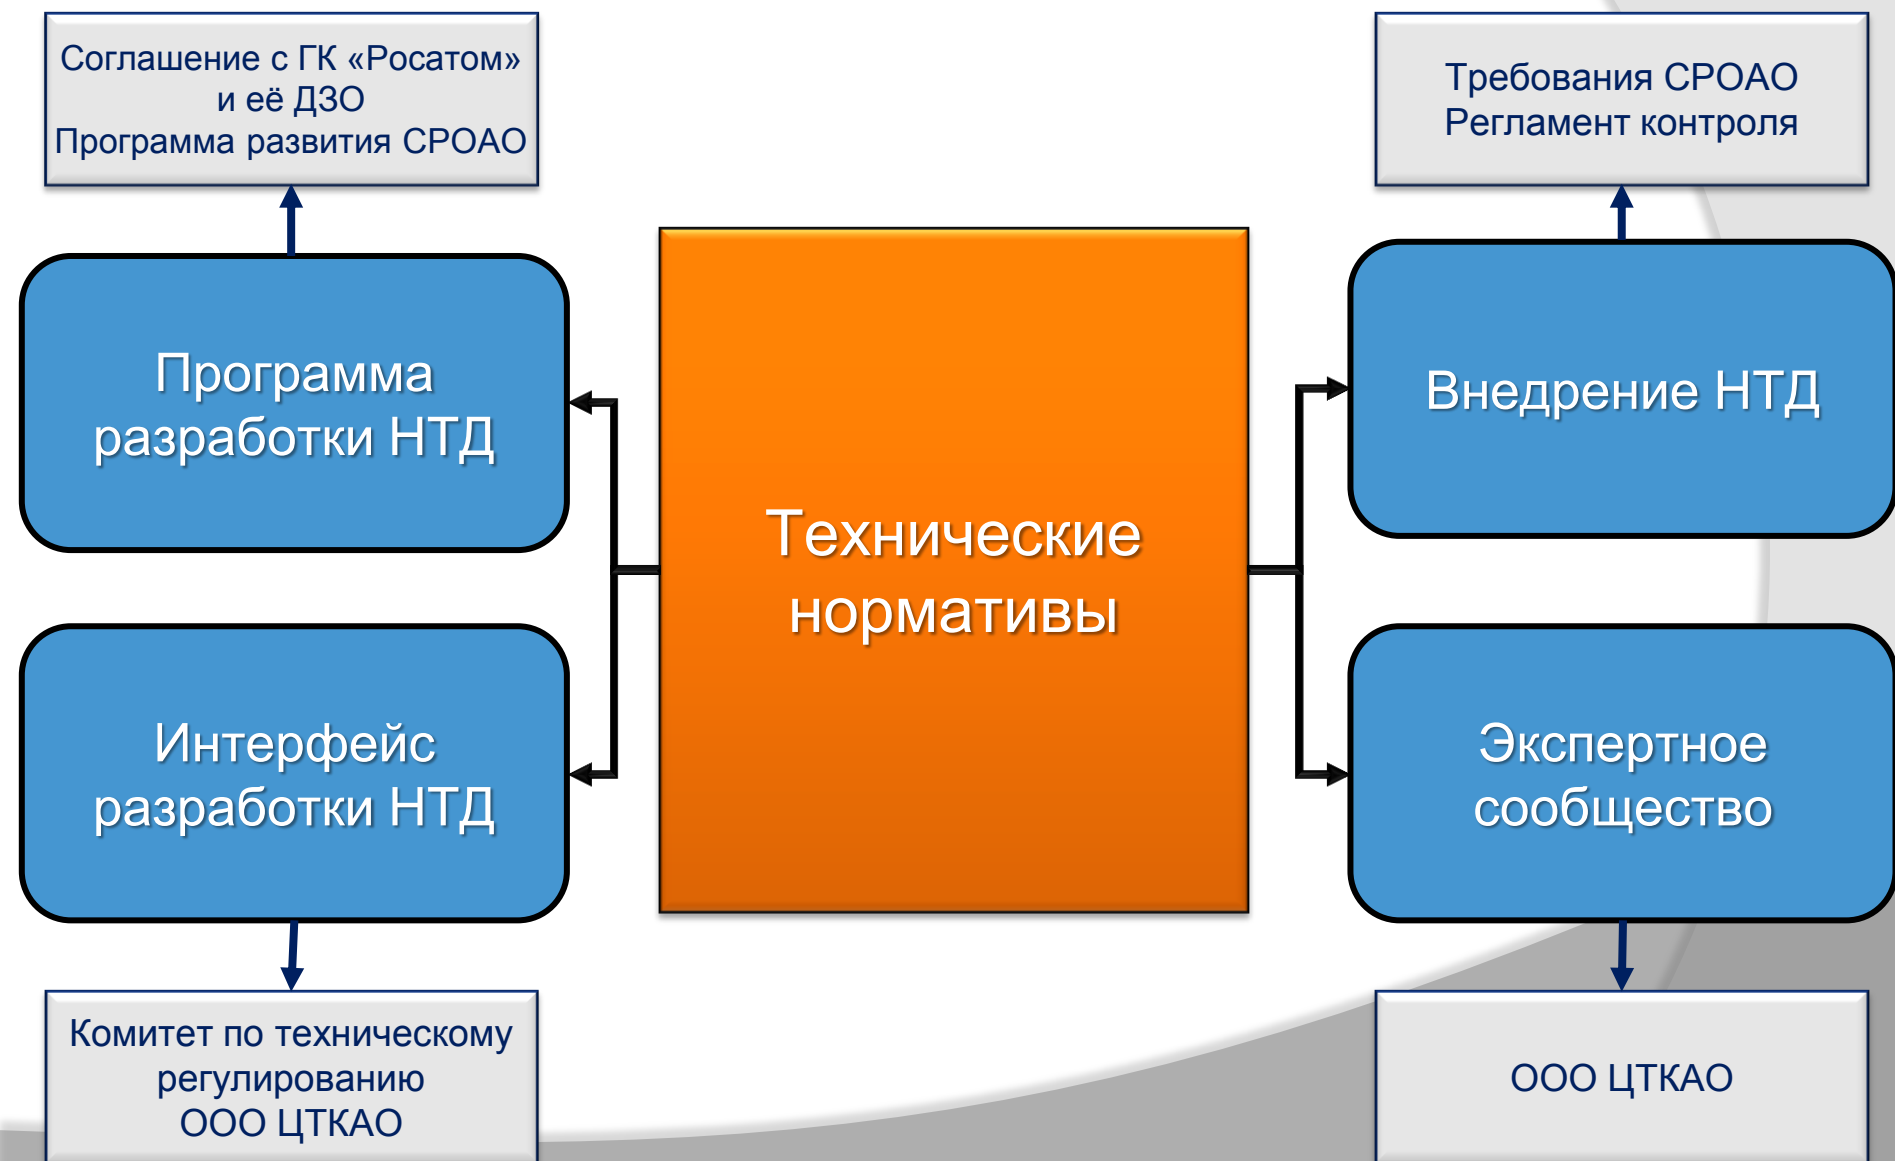 Соглашение с ГК «Росатом»
и её ДЗО
Программа развития СРОАО
Требования СРОАО
Регламент контроля
Программа
разработки НТД
Внедрение НТД
Технические
нормативы
Интерфейс
разработки НТД
Экспертное
сообщество
Комитет по техническому
регулированию
ООО ЦТКАО
ООО ЦТКАО